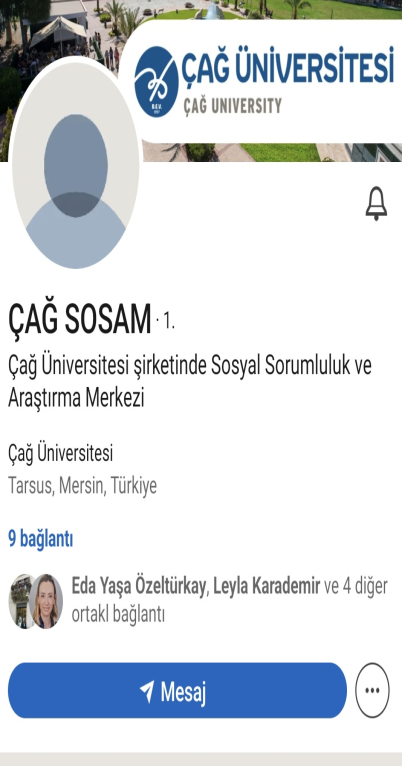 ÇAĞ ÜNİVERSİTESİ
ÇAĞ UNIVERSITY
ÇAĞ SOSAM · 1.
Çağ Üniversitesi şirketinde Sosyal Sorumluluk ve
Araştırma Merkezi
Çağ Üniversitesi
Tarsus, Mersin, Türkiye
9 bağlantı
Eda Yaşa Özeltürkay, Leyla Karademir ve 4 diğer
ortakl bağlantı
Mesaj